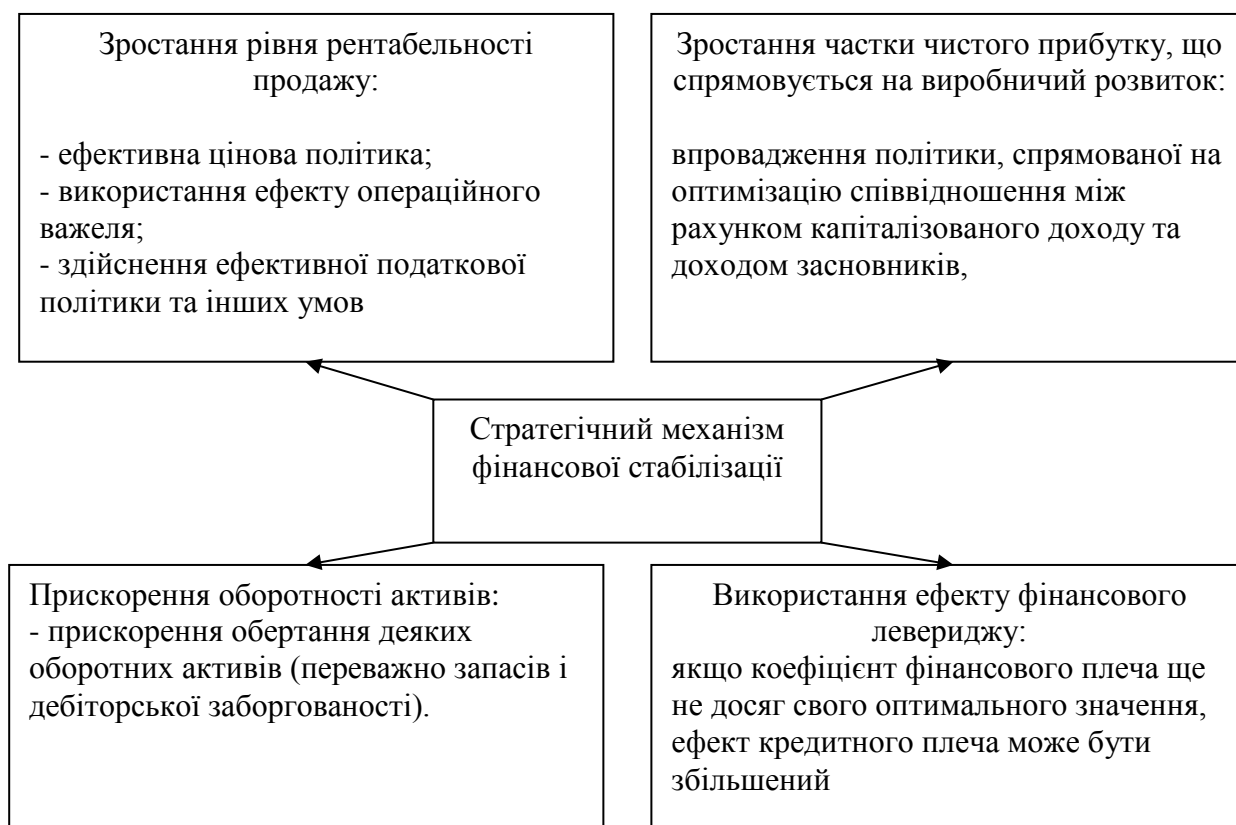 Зростання рівня рентабельності
продажу:
- ефективна цінова політика;
- використання ефекту операційного
важеля;
- здійснення ефективної податкової
політики та інших умов
Зростання частки чистого прибутку, що
спрямовується на виробничий розвиток:
впровадження політики, спрямованої на
оптимізацію співвідношення між
рахунком капіталізованого доходу та
доходом засновників,
Стратегічний механізм
фінансової стабілізації
Прискорення оборотності активів:
- прискорення обертання деяких
оборотних активів (переважно запасів і
дебіторської заборгованості).
Використання ефекту фінансового
левериджу:
якщо коефіцієнт фінансового плеча ще
не досяг свого оптимального значення,
ефект кредитного плеча може бути
збільшений